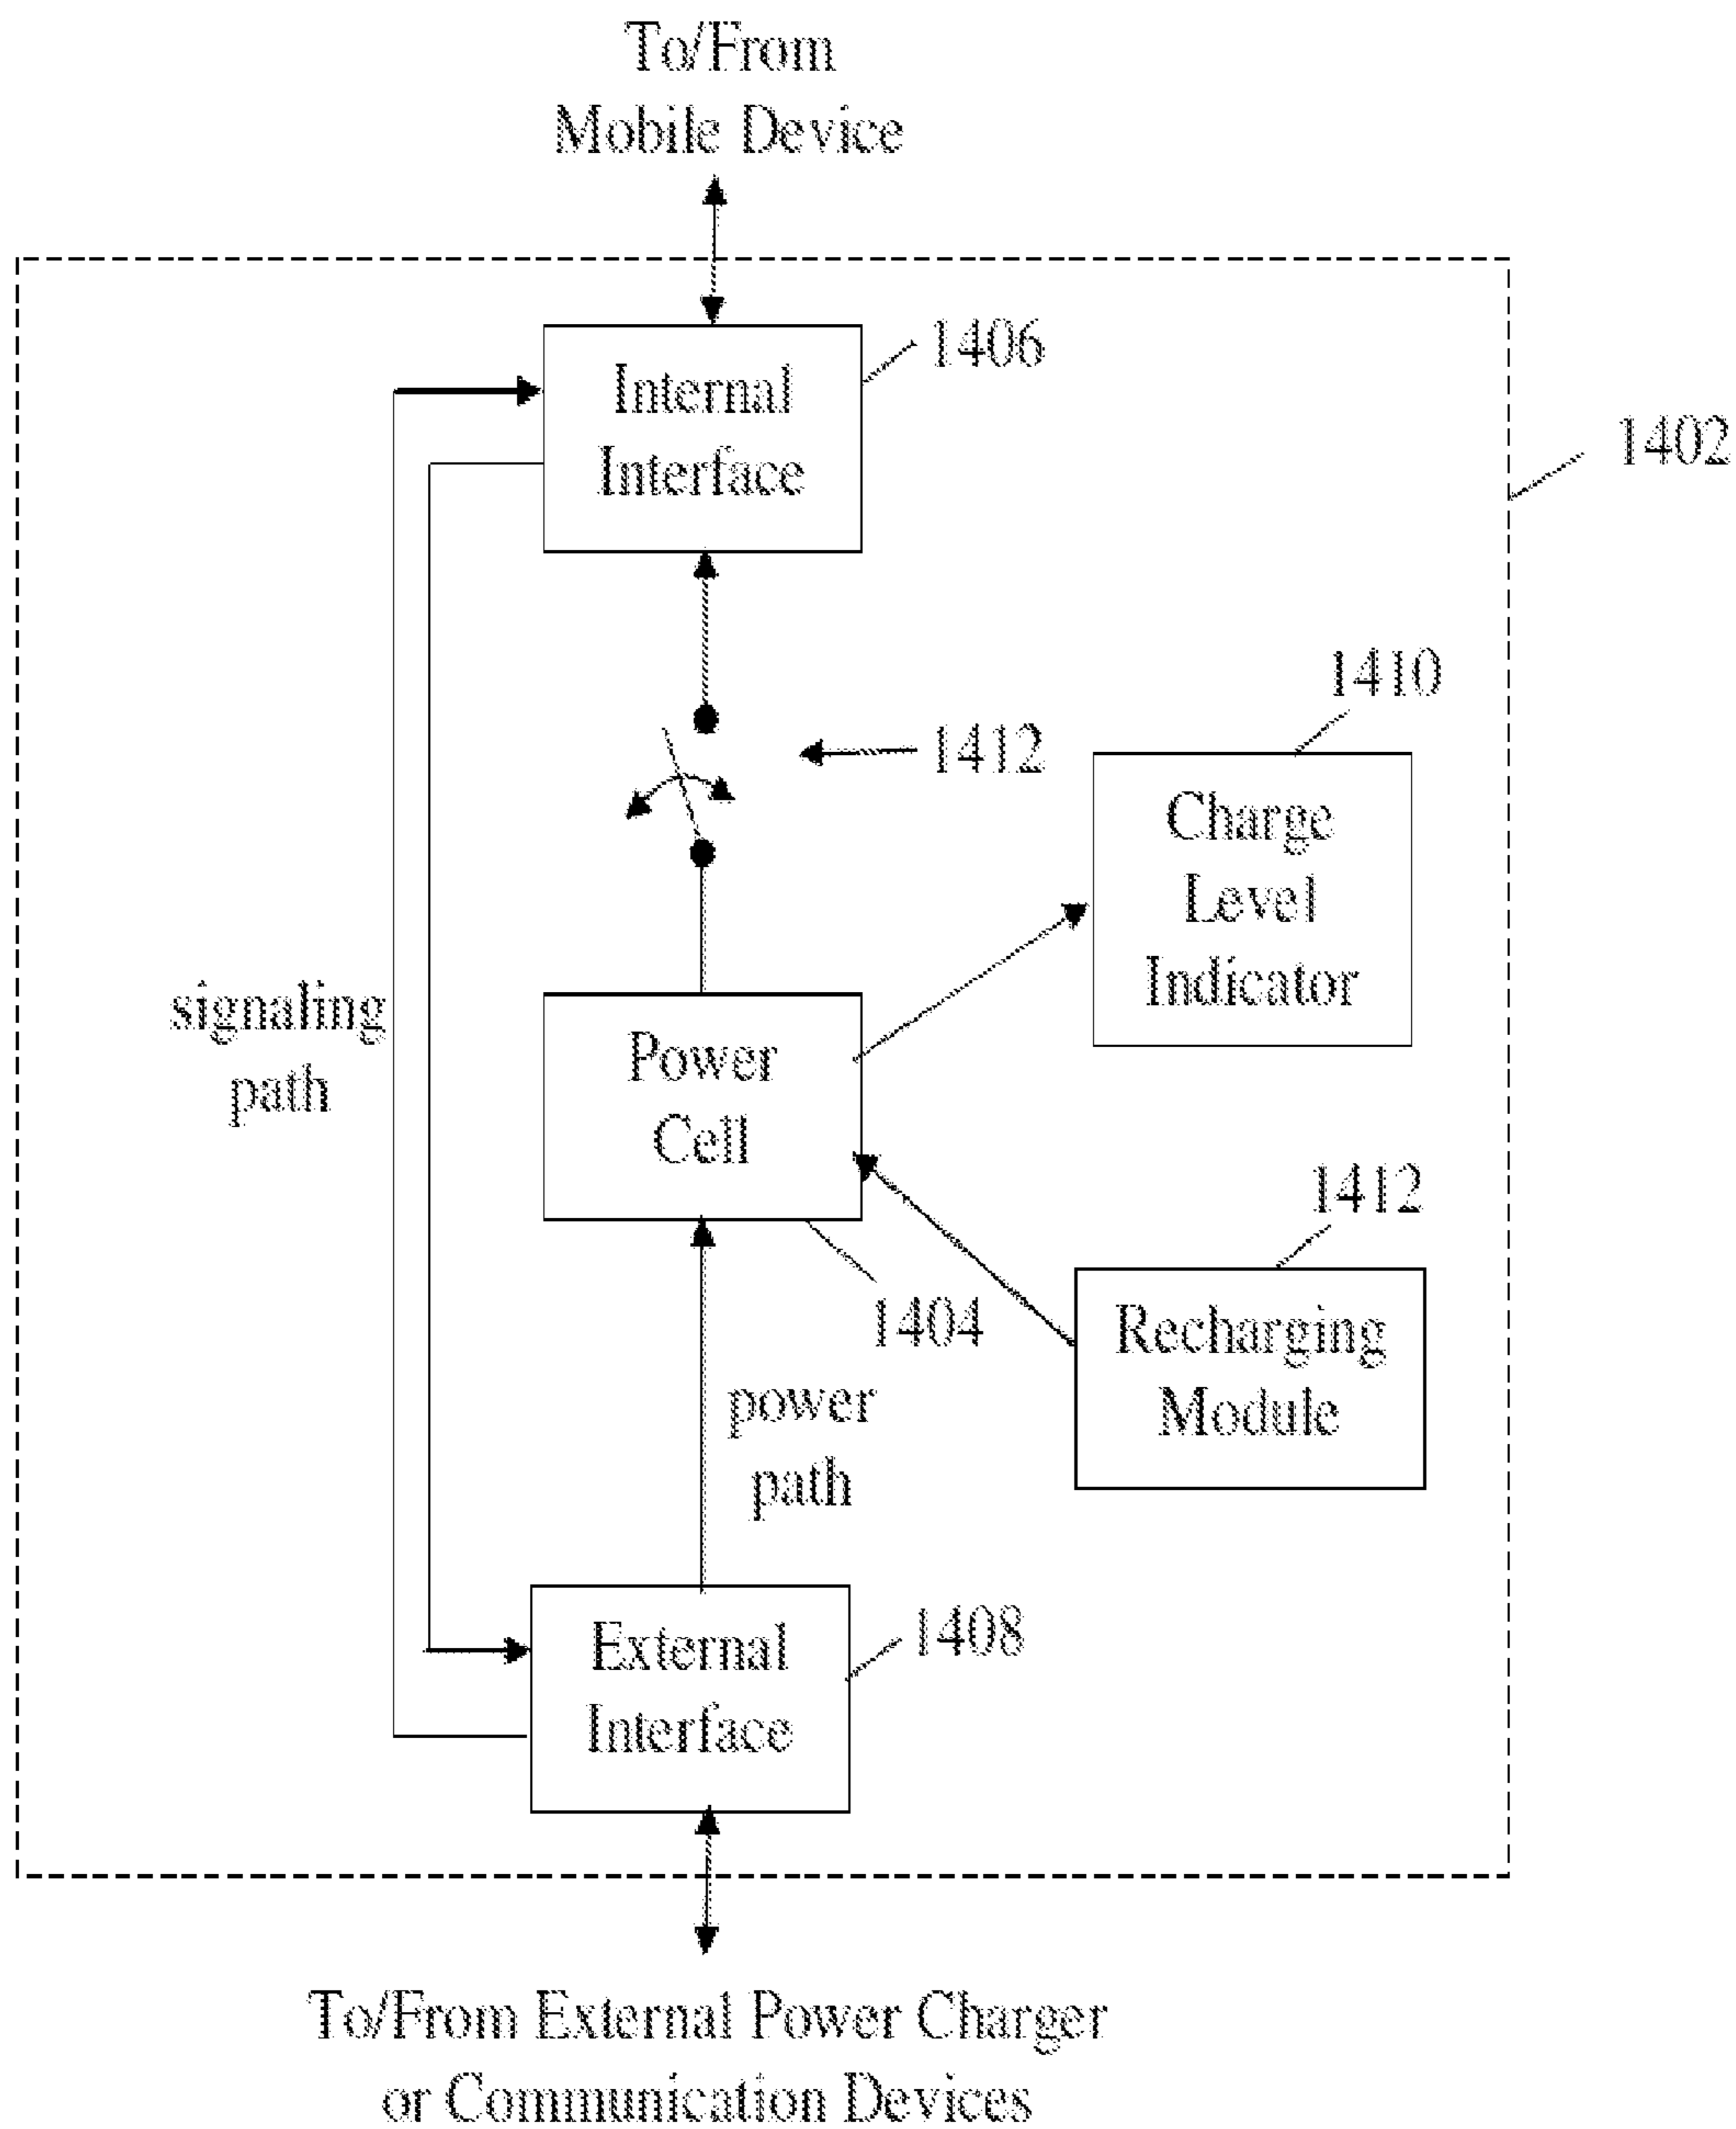 To/From
Mobile Device
1406
Internal
Interface
1402
1410
1412
Charge
Level
Indicator
signaling
path
Power
Cell
1412
1404
Recharging
Module
power
path
External
Interface
1408
To/From External Power Charger
or Communication Devices